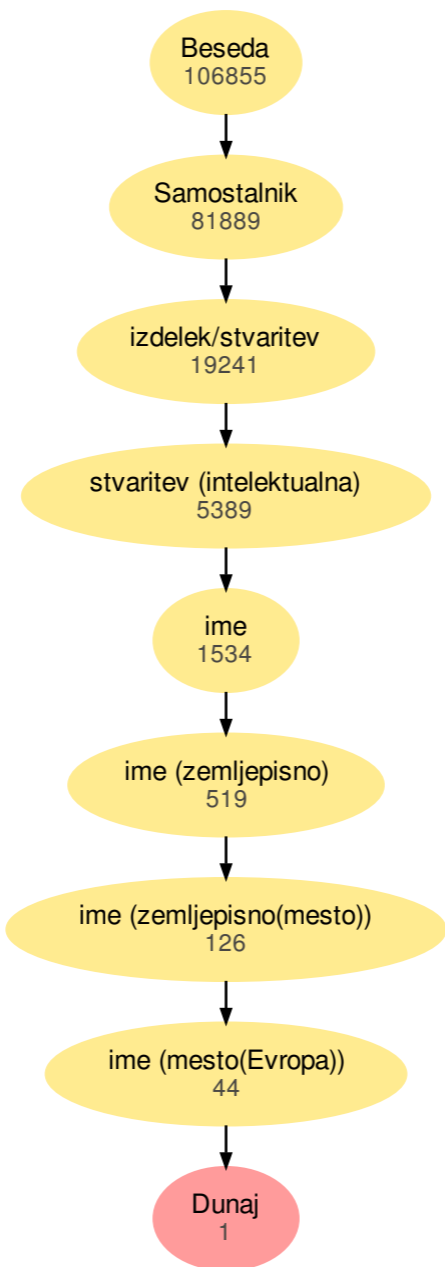 Beseda
106855
Samostalnik
81889
izdelek/stvaritev
19241
stvaritev (intelektualna)
5389
ime
1534
ime (zemljepisno)
519
ime (zemljepisno(mesto))
126
ime (mesto(Evropa))
44
Dunaj
1